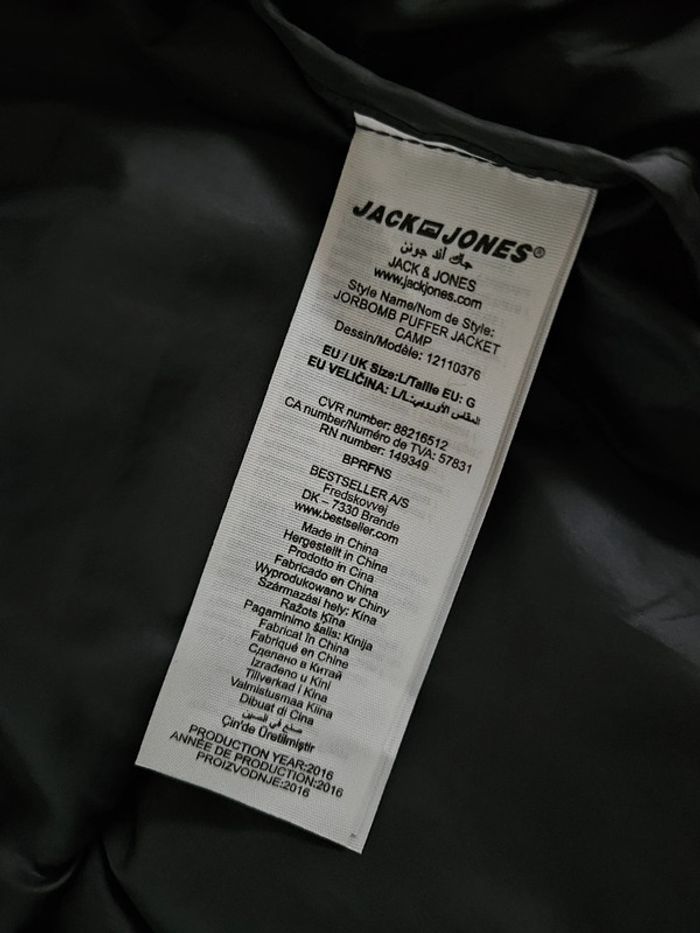 JACK JONES®
جاك أند جونز
JACK & JONES
www.jackjones.com
Style Name/Nom de Style:
JORBOMB PUFFER JACKET
CAMP
Dessin/Modèle: 12110376
EU / UK Size:L/Taille EU: G
EU VELIČINA: L/L:المقاس الأوروبي
CVR number: 88216512
CA number/Numéro de TVA: 57831
RN number: 149349
BPRFNS
BESTSELLER A/S
Fredskovvej
DK – 7330 Brande
www.bestseller.com
Made in China
Hergestellt in China
Prodotto in Cina
Fabricado en China
Wyprodukowano w Chiny
Származási hely: Kína
Ražots Ķīna
Pagaminimo šalis: Kinija
Fabricat în China
Fabriqué en Chine
Сделано в Китай
Izrađeno u Kini
Tillverkad i Kina
Valmistusmaa Kiina
Dibuat di Cina
صنع في الصين
Çin'de Üretilmiştir
PRODUCTION YEAR:2016
ANNÉE DE PRODUCTION:2016
PROIZVODNJE:2016